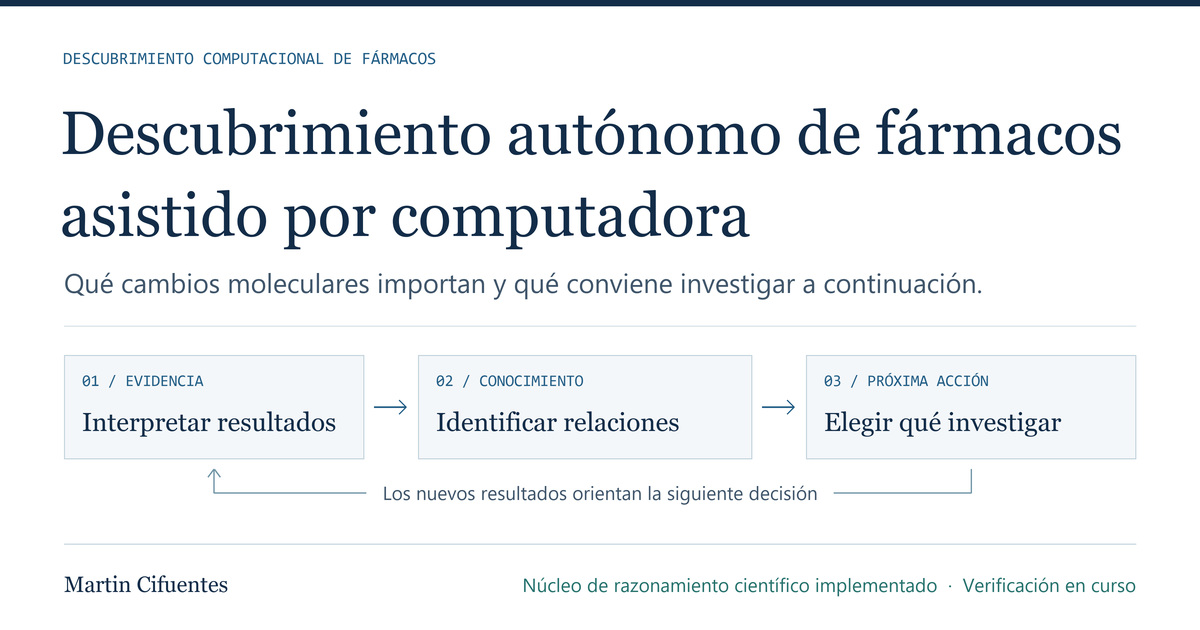 DESCUBRIMIENTO COMPUTACIONAL DE FÁRMACOS
Descubrimiento autónomo de fármacos
asistido por computadora
Qué cambios moleculares importan y qué conviene investigar a continuación.
01 / EVIDENCIA
Interpretar resultados
02 / CONOCIMIENTO
Identificar relaciones
03 / PRÓXIMA ACCIÓN
Elegir qué investigar
Los nuevos resultados orientan la siguiente decisión
Martin Cifuentes
Núcleo de razonamiento científico implementado · Verificación en curso